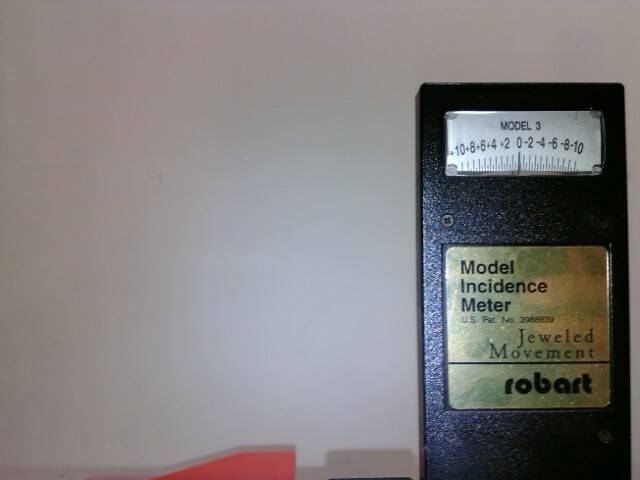 MODEL 3
+10+8+6+4+2 0-2-4-6-8-10
Model
Incidence
Meter
U.S. Pat. No. 3988839
Jeweled
Movement
robart